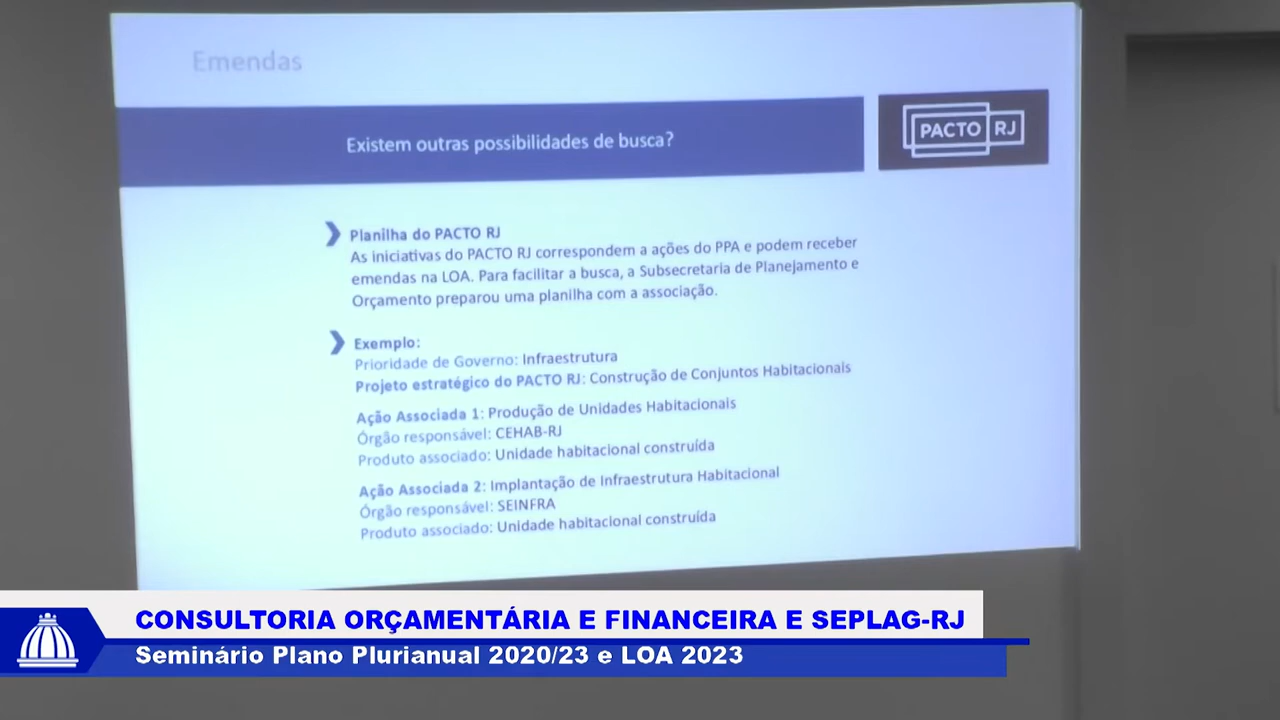 Emendas
Existem outras possibilidades de busca?
PACTO RJ
Planilha do PACTO RJ
As iniciativas do PACTO RJ correspondem a ações do PPA e podem receber
emendas na LOA. Para facilitar a busca, a Subsecretaria de Planejamento e
Orçamento preparou uma planilha com a associação.
Exemplo:
Prioridade de Governo: Infraestrutura
Projeto estratégico do PACTO RJ: Construção de Conjuntos Habitacionais
Ação Associada 1: Produção de Unidades Habitacionais
Órgão responsável: CEHAB-RJ
Produto associado: Unidade habitacional construída
Ação Associada 2: Implantação de Infraestrutura Habitacional
Órgão responsável: SEINFRA
Produto associado: Unidade habitacional construída
CONSULTORIA ORÇAMENTÁRIA E FINANCEIRA E SEPLAG-RJ
Seminário Plano Plurianual 2020/23 e LOA 2023